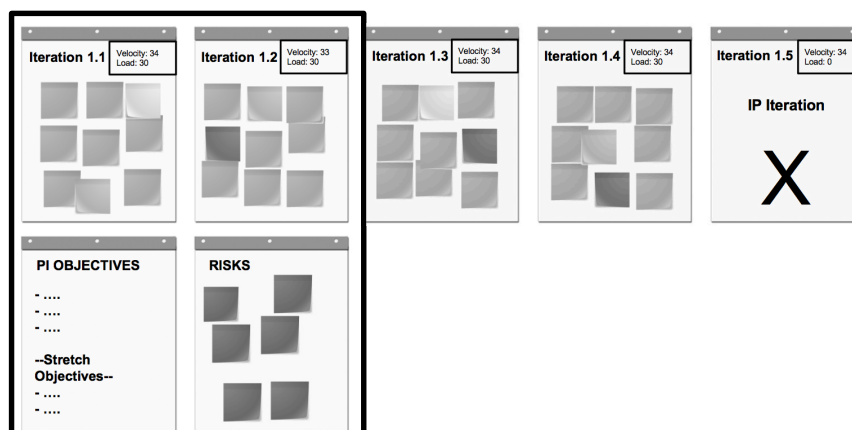 Iteration 1.1
Velocity: 34
Load: 30
Iteration 1.2
Velocity: 33
Load: 30
Iteration 1.3
Velocity: 34
Load: 30
Iteration 1.4
Velocity: 34
Load: 30
Iteration 1.5
Velocity: 34
Load: 0
IP Iteration
X
PI OBJECTIVES
- ....
- ....
- ....
--Stretch
Objectives--
- ....
- ....
RISKS